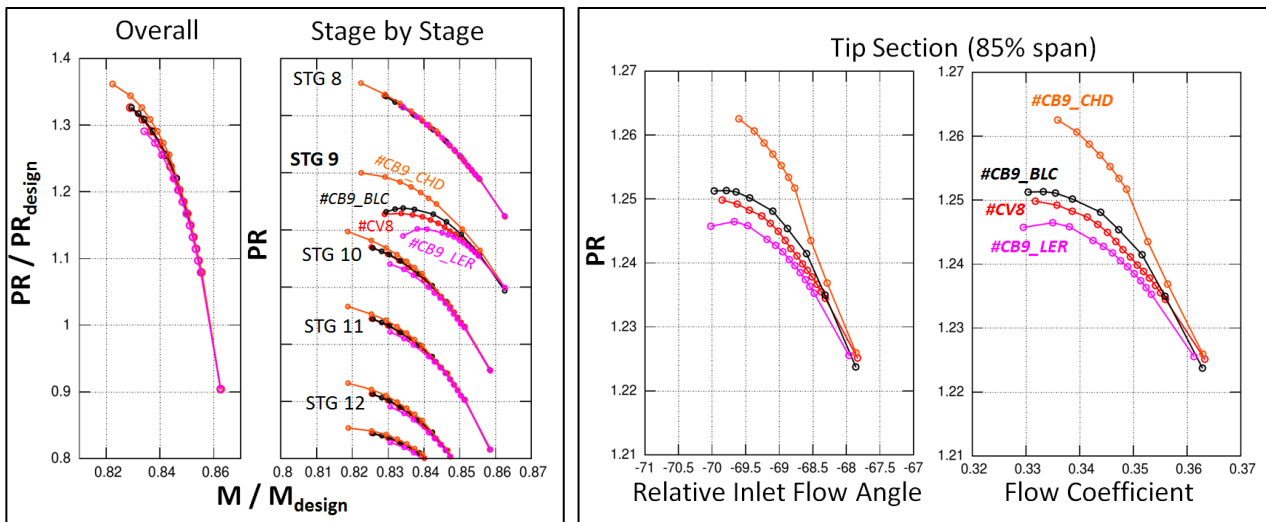 Overall
Stage by Stage
PR / PR_design
1.4
1.3
1.2
1.1
1
0.9
0.8
0.82
0.84
0.86
PR
STG 8
STG 9
#CB9_CHD
#CB9_BLC
#CV8
#CB9_LER
STG 10
STG 11
STG 12
0.8
0.81
0.82
0.83
0.84
0.85
0.86
0.87
M / M_design
Tip Section (85% span)
PR
1.27
1.26
1.25
1.24
1.23
1.22
1.21
-71
-70.5
-70
-69.5
-69
-68.5
-68
-67.5
-67
Relative Inlet Flow Angle
1.27
1.26
1.25
1.24
1.23
1.22
1.21
#CB9_CHD
#CB9_BLC
#CV8
#CB9_LER
0.32
0.33
0.34
0.35
0.36
0.37
Flow Coefficient